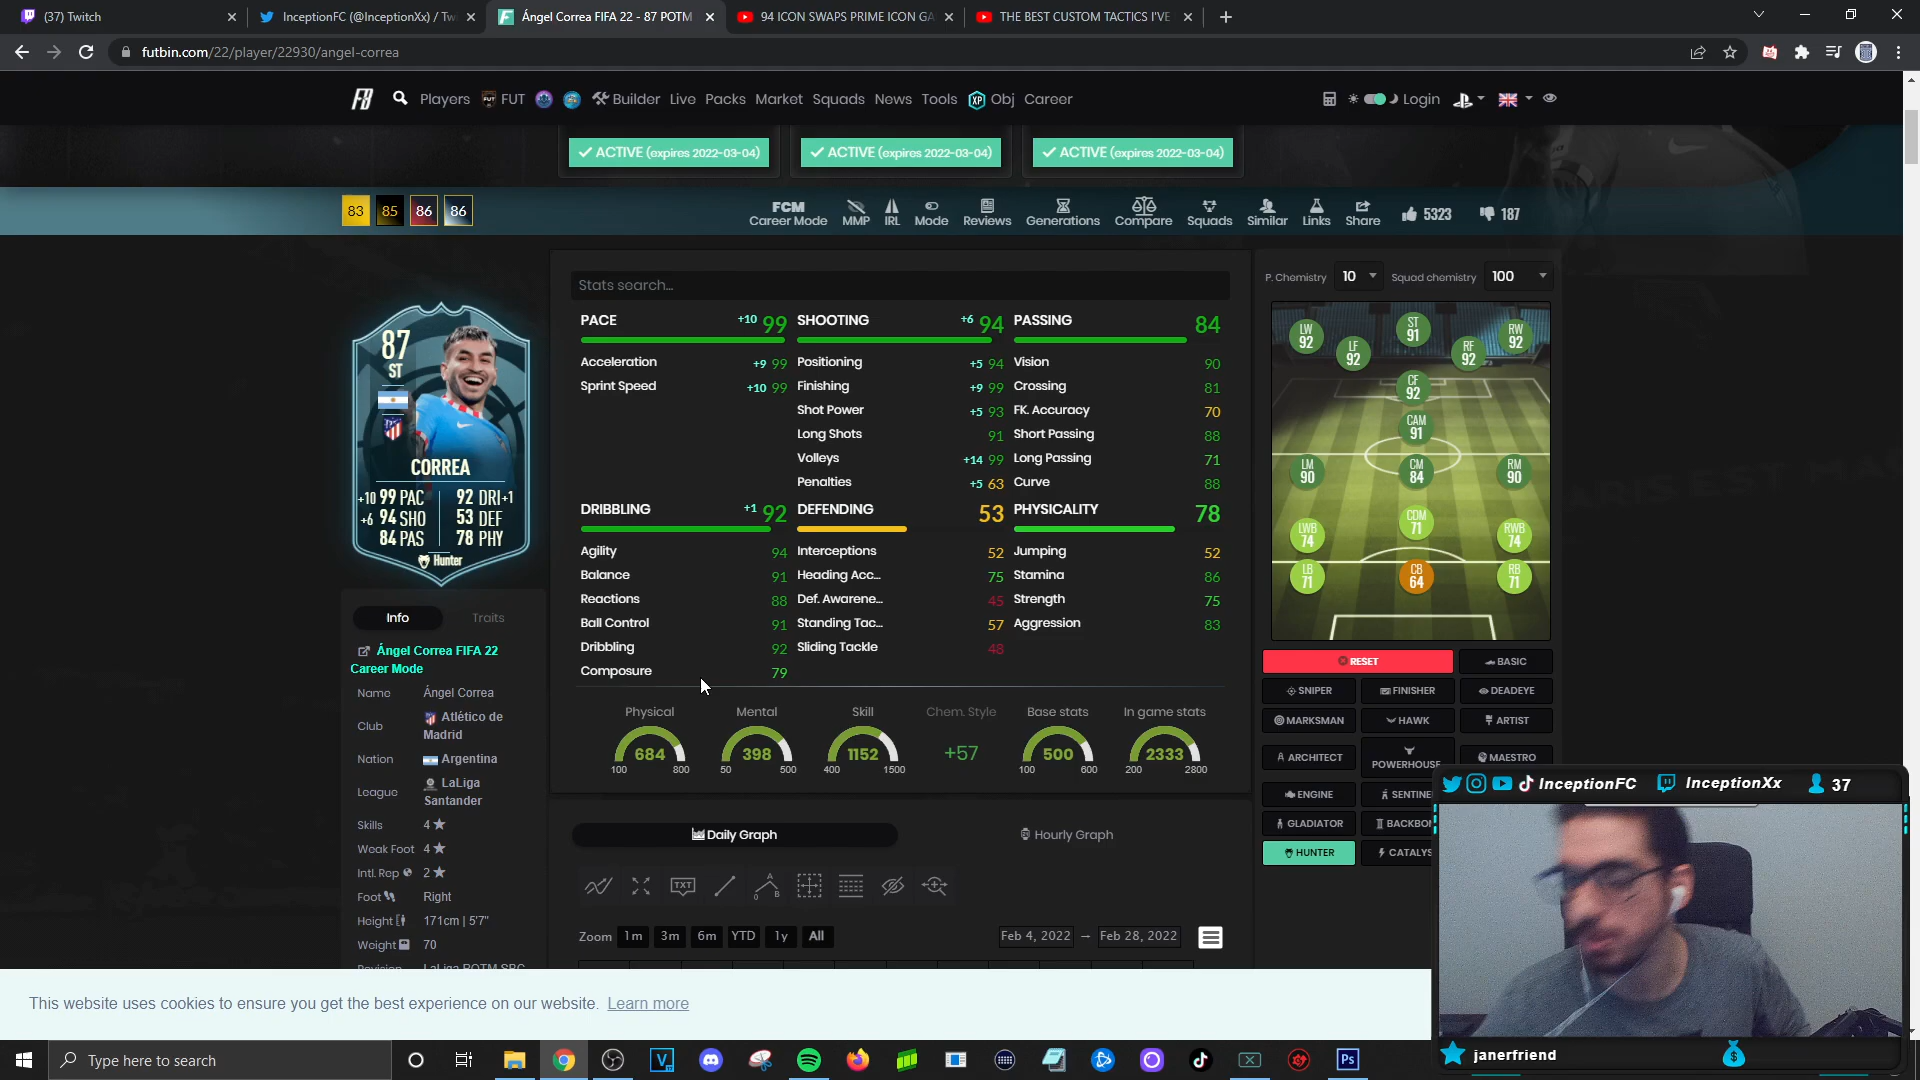 (37) Twitch
InceptionFC (@InceptionXx) / Tw
Ángel Correa FIFA 22 - 87 POTM
94 ICON SWAPS PRIME ICON GA
THE BEST CUSTOM TACTICS I'VE
futbin.com/22/player/22930/angel-correa
Players FUT Builder Live Packs Market Squads News Tools XP Obj Career
Login
ACTIVE (expires 2022-03-04) ACTIVE (expires 2022-03-04) ACTIVE (expires 2022-03-04)
83 85 86 86
FCM
Career Mode MMP IRL Mode Reviews Generations Compare Squads Similar Links Share 5323 187
Stats search...
P. Chemistry 10 Squad chemistry 100
PACE +10 99 SHOOTING +6 94 PASSING 84
Acceleration +9 99 Positioning +5 94 Vision 90
Sprint Speed +10 99 Finishing +9 99 Crossing 81
Shot Power +5 93 FK. Accuracy 70
Long Shots 91 Short Passing 88
Volleys +14 99 Long Passing 71
Penalties +5 63 Curve 88
DRIBBLING +1 92 DEFENDING 53 PHYSICALITY 78
Agility 94 Interceptions 52 Jumping 52
Balance 91 Heading Acc... 75 Stamina 86
Reactions 88 Def. Awarene... 45 Strength 75
Ball Control 91 Standing Tac... 57 Aggression 83
Dribbling 92 Sliding Tackle 48
Composure 79
Physical Mental Skill Chem. Style Base stats In game stats
684 398 1152 +57 500 2333
100 800 50 500 400 1500 100 600 200 2800
87
ST
CORREA
+10 99 PAC 92 DRI +1
+6 94 SHO 53 DEF
84 PAS 78 PHY
Hunter
Info Traits
Ángel Correa FIFA 22
Career Mode
Name Ángel Correa
Club Atlético de
Madrid
Nation Argentina
League LaLiga
Santander
Skills 4
Weak Foot 4
Intl. Rep 2
Foot Right
Height 171cm | 5'7"
Weight 70
Revision LaLiga POTM SBC
LW 92 ST 91 RW 92
LF 92 RF 92
CF 92
CAM 91
LM 90 CM 84 RM 90
LWB 74 CDM 71 RWB 74
LB 71 CB 64 RB 71
RESET BASIC
SNIPER FINISHER DEADEYE
MARKSMAN HAWK ARTIST
ARCHITECT POWERHOUSE MAESTRO
ENGINE SENTINE
GLADIATOR BACKBO
HUNTER CATALYS
Daily Graph Hourly Graph
TXT
Zoom 1m 3m 6m YTD 1y All Feb 4, 2022 → Feb 28, 2022
InceptionFC InceptionXx 37
janerfriend
This website uses cookies to ensure you get the best experience on our website. Learn more
Type here to search